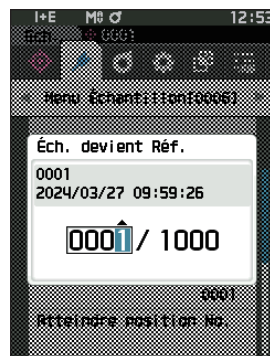 I+E M0 12:53
Éch... 0001
Menu Échantillon[0006]
Éch. devient Réf.
0001
2024/03/27 09:59:26
0001 / 1000
0001
Atteindre position No.